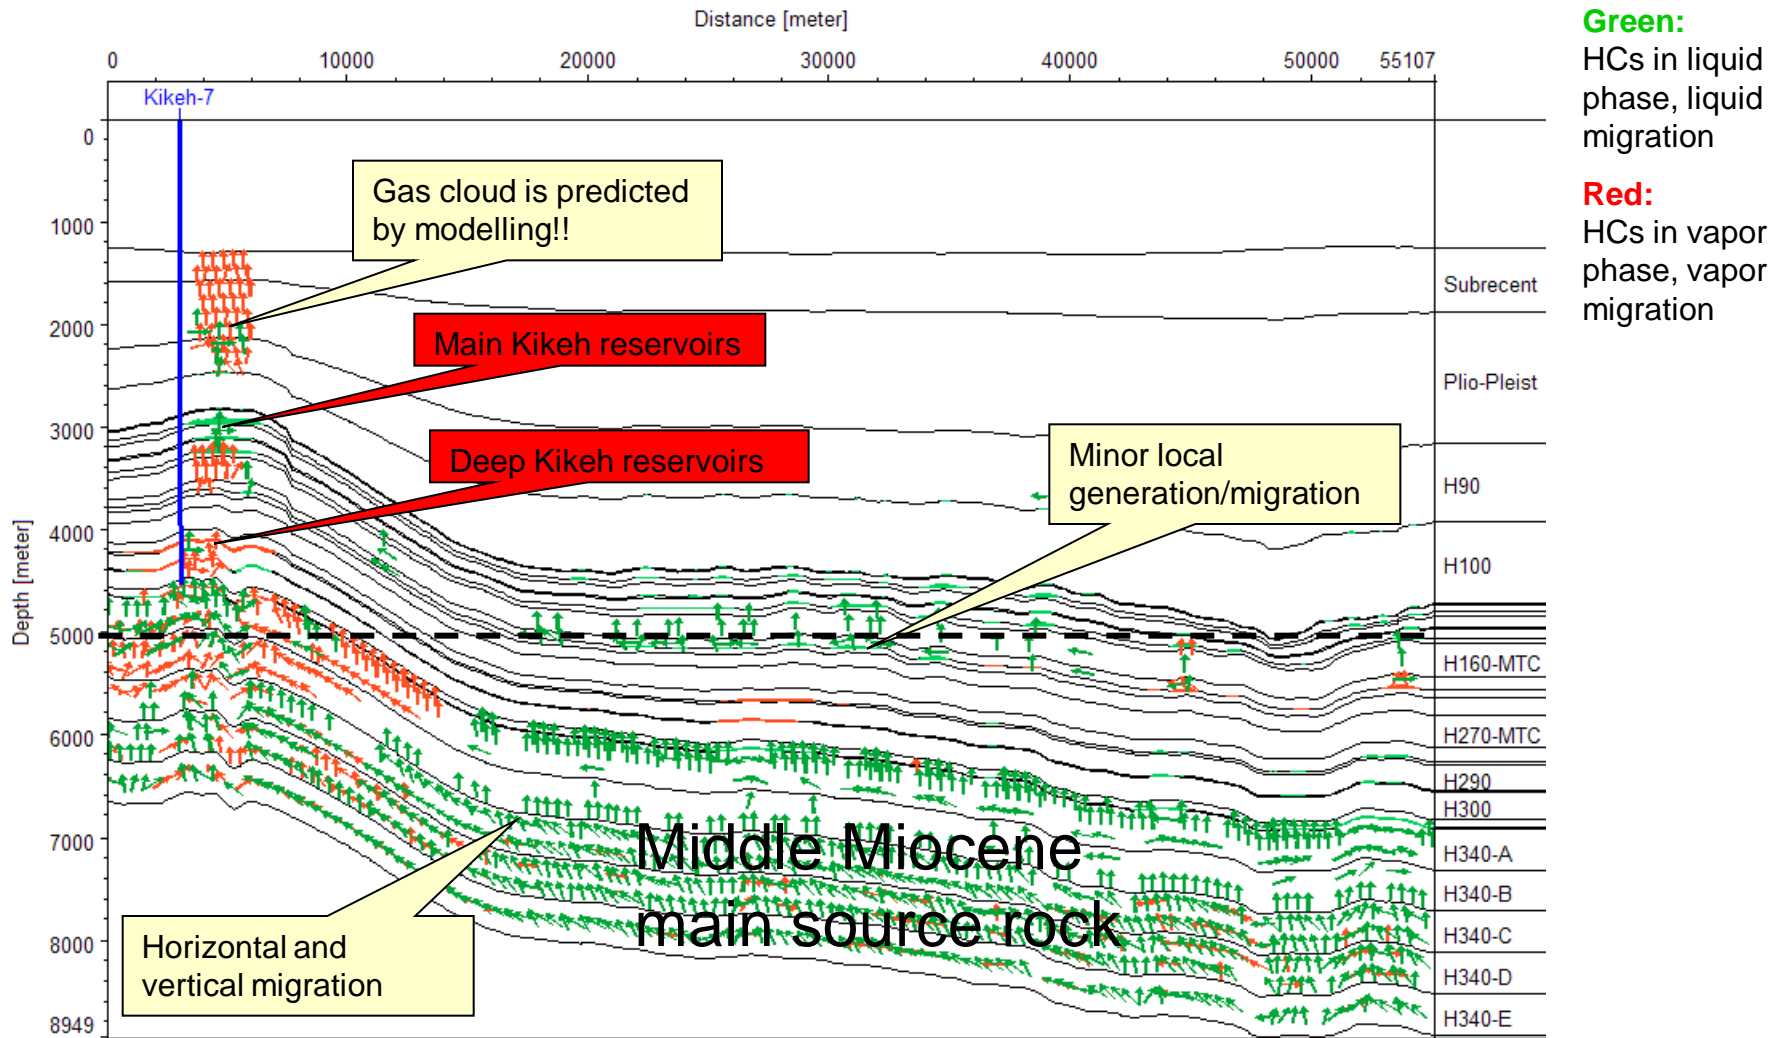 Distance [meter]
0 10000 20000 30000 40000 50000 55107
Kikeh-7
Green:
HCs in liquid
phase, liquid
migration
Red:
HCs in vapor
phase, vapor
migration
Depth [meter]
0
1000
2000
3000
4000
5000
6000
7000
8000
8949
Gas cloud is predicted
by modelling!!
Main Kikeh reservoirs
Deep Kikeh reservoirs
Minor local
generation/migration
Horizontal and
vertical migration
Middle Miocene
main source rock
Subrecent
Plio-Pleist
H90
H100
H160-MTC
H270-MTC
H290
H300
H340-A
H340-B
H340-C
H340-D
H340-E